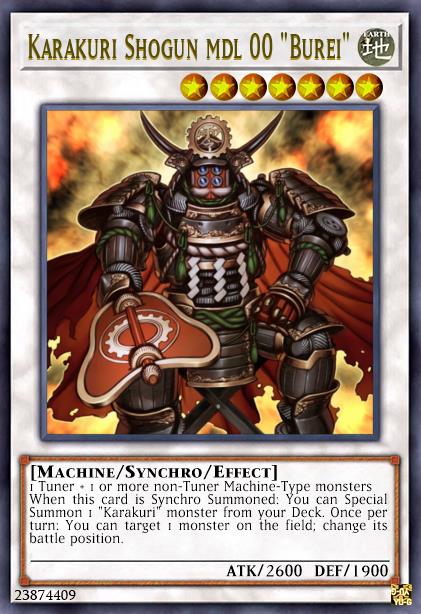 Karakuri Shogun mdl 00 "Burei"
EARTH
地
[Machine/Synchro/Effect]
1 Tuner + 1 or more non-Tuner Machine-Type monsters
When this card is Synchro Summoned: You can Special
Summon 1 "Karakuri" monster from your Deck. Once per
turn: You can target 1 monster on the field; change its
battle position.
ATK/2600 DEF/1900
23874409